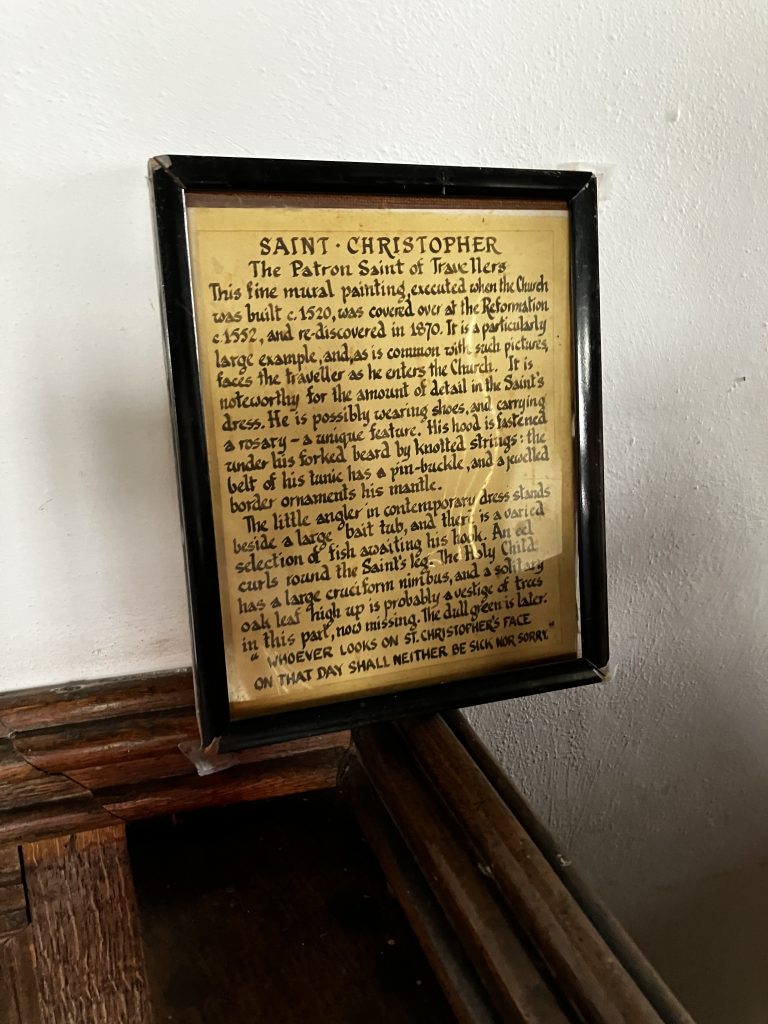 SAINT · CHRISTOPHER
The Patron Saint of Travellers
This fine mural painting, executed when the Church
was built c. 1520, was covered over at the Reformation
c. 1552, and re-discovered in 1870. It is a particularly
large example, and, as is common with such pictures,
faces the traveller as he enters the Church. It is
noteworthy for the amount of detail in the Saint's
dress. He is possibly wearing shoes, and carrying
a rosary – a unique feature. His hood is fastened
under his forked beard by knotted strings: the
belt of his tunic has a pin-buckle, and a jewelled
border ornaments his mantle.
The little angler in contemporary dress stands
beside a large bait tub, and there is a varied
selection of fish awaiting his hook. An eel
curls round the Saint's leg. The Holy Child
has a large cruciform nimbus, and a solitary
oak leaf high up is probably a vestige of trees
in this part, now missing. The dull green is later.
"WHOEVER LOOKS ON ST. CHRISTOPHER'S FACE
ON THAT DAY SHALL NEITHER BE SICK NOR SORRY."